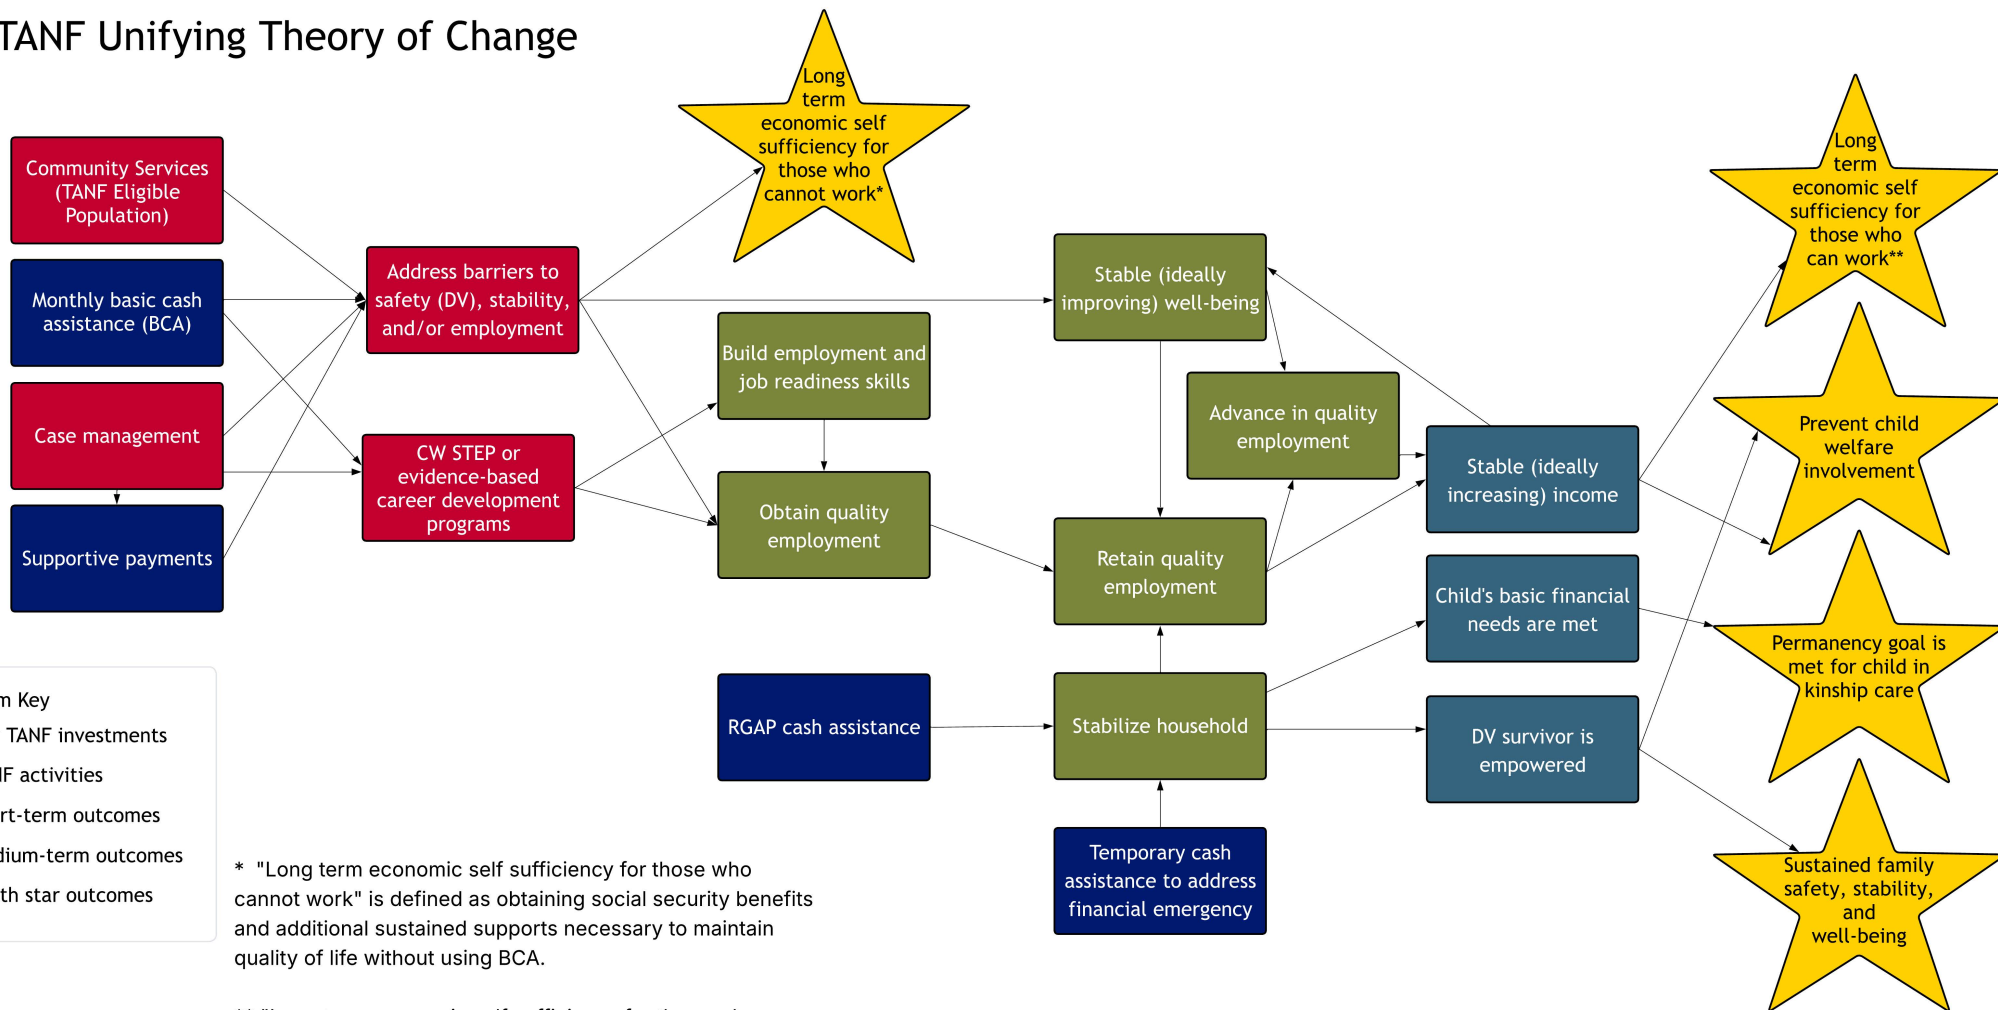 TANF Unifying Theory of Change
Long
term
economic self
sufficiency for
those who
cannot work*
Long
term
economic self
sufficiency for
those who
can work**
Community Services
(TANF Eligible
Population)
Monthly basic cash
assistance (BCA)
Case management
Supportive payments
Address barriers to
safety (DV), stability,
and/or employment
CW STEP or
evidence-based
career development
programs
Build employment and
job readiness skills
Obtain quality
employment
Stable (ideally
improving) well-being
Advance in quality
employment
Retain quality
employment
Stable (ideally
increasing) income
Child's basic financial
needs are met
DV survivor is
empowered
RGAP cash assistance
Stabilize household
Temporary cash
assistance to address
financial emergency
Prevent child
welfare
involvement
Permanency goal is
met for child in
kinship care
Sustained family
safety, stability,
and
well-being
Key
TANF investments
activities
outcomes
outcomes
star outcomes
* "Long term economic self sufficiency for those who
cannot work" is defined as obtaining social security benefits
and additional sustained supports necessary to maintain
quality of life without using BCA.